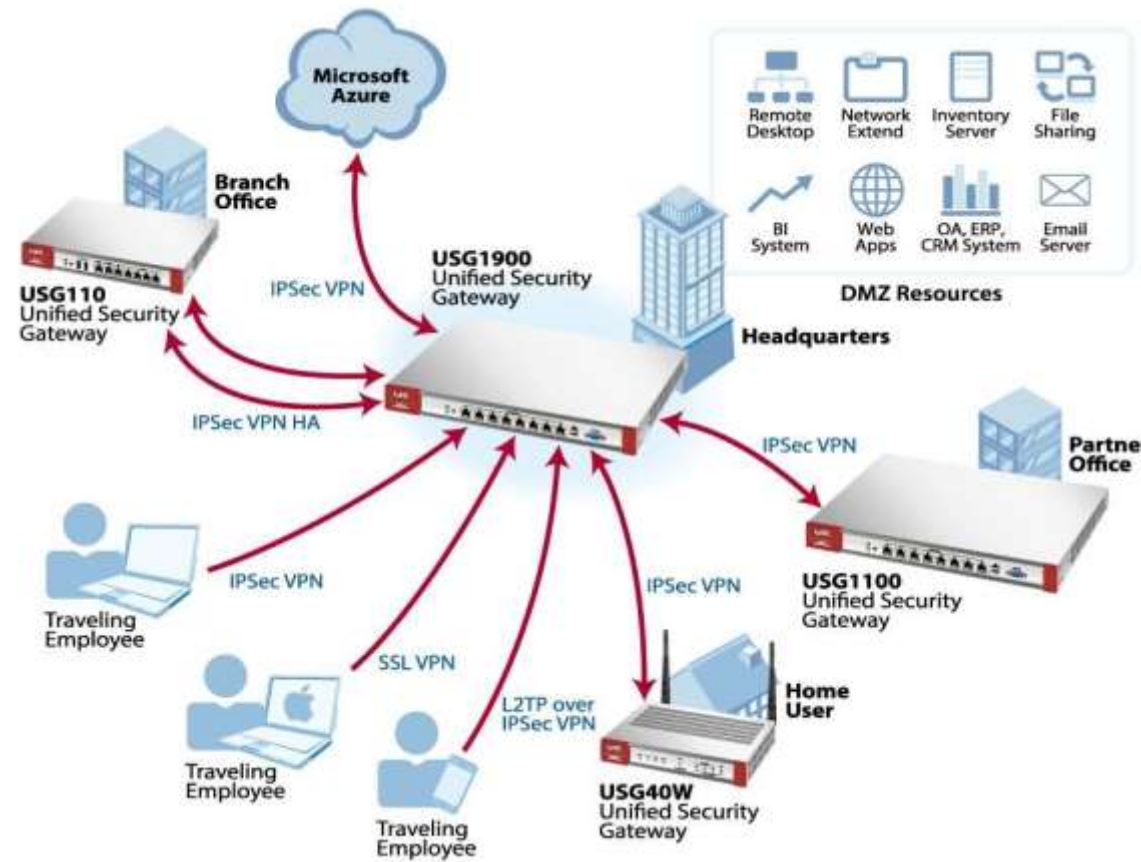 Microsoft
Azure
Remote
Desktop
Network
Extend
Inventory
Server
File
Sharing
BI
System
Web
Apps
OA, ERP,
CRM System
Email
Server
DMZ Resources
Branch
Office
USG110
Unified Security
Gateway
IPSec VPN
USG1900
Unified Security
Gateway
Headquarters
IPSec VPN HA
IPSec VPN
Partne
Office
USG1100
Unified Security
Gateway
IPSec VPN
Traveling
Employee
SSL VPN
Traveling
Employee
L2TP over
IPSec VPN
Traveling
Employee
IPSec VPN
Home
User
USG40W
Unified Security
Gateway